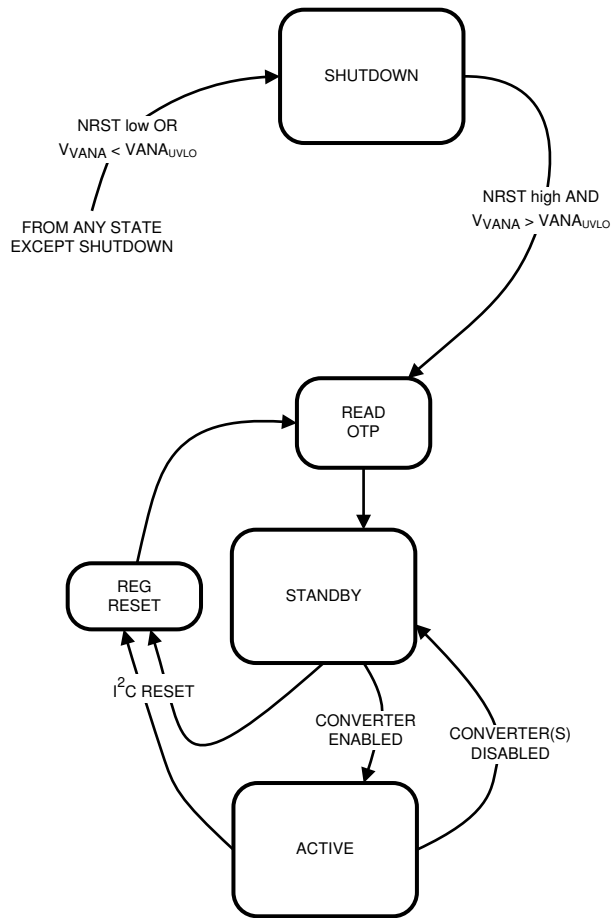 SHUTDOWN
NRST low OR
VVANA < VANAUVLO
FROM ANY STATE
EXCEPT SHUTDOWN
NRST high AND
VVANA > VANAUVLO
READ
OTP
REG
RESET
STANDBY
I2C RESET
CONVERTER
ENABLED
CONVERTER(S)
DISABLED
ACTIVE